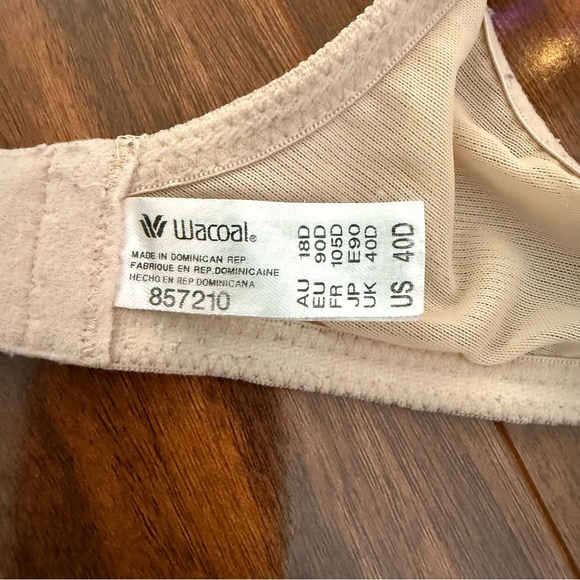 Wacoal®
MADE IN DOMINICAN REP.
FABRIQUE EN REP. DOMINICAINE
HECHO EN REP DOMINICANA
857210
AU 18D
EU 90D
FR 105D
JP E90
UK 40D
US 40D